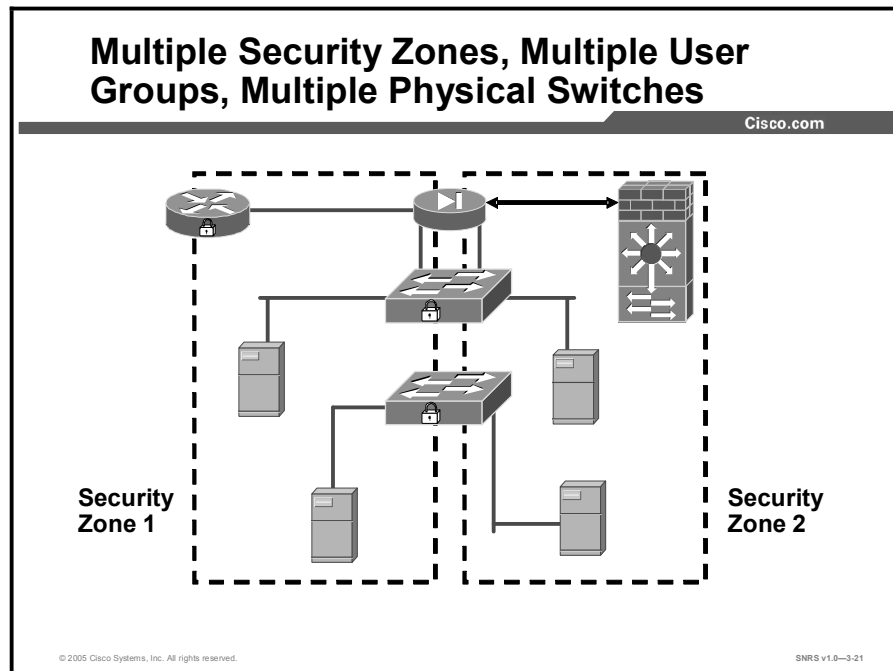 Multiple Security Zones, Multiple User
Groups, Multiple Physical Switches
Cisco.com
Security
Zone 1
Security
Zone 2
© 2005 Cisco Systems, Inc. All rights reserved.
SNRS v1.0—3-21